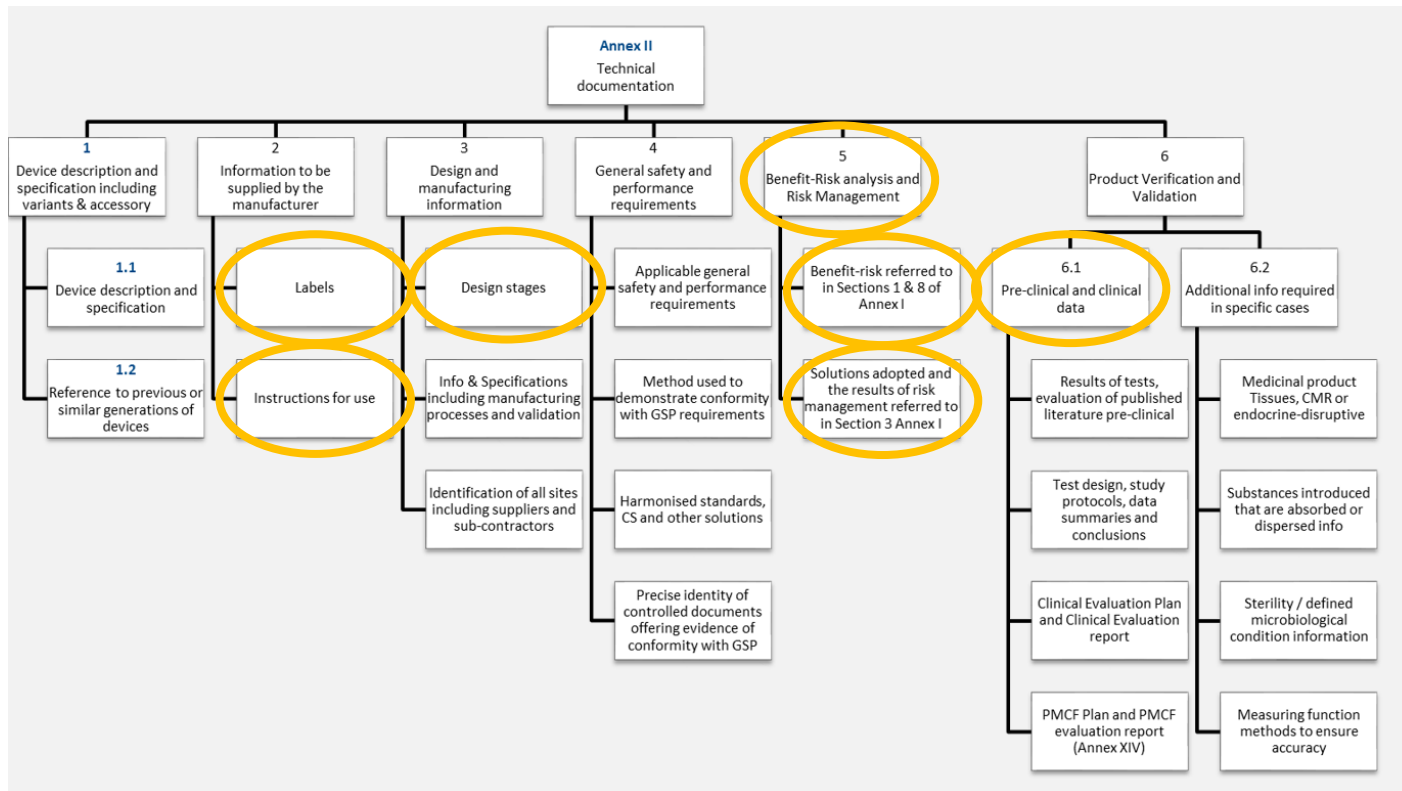 Annex II
Technical
documentation
1
Device description and
specification including
variants & accessory
2
Information to be
supplied by the
manufacturer
3
Design and
manufacturing
information
4
General safety and
performance
requirements
5
Benefit-Risk analysis and
Risk Management
6
Product Verification and
Validation
1.1
Device description and
specification
1.2
Reference to previous or
similar generations of
devices
Labels
Instructions for use
Design stages
Info & Specifications
including manufacturing
processes and validation
Identification of all sites
including suppliers and
sub-contractors
Applicable general
safety and performance
requirements
Method used to
demonstrate conformity
with GSP requirements
Harmonised standards,
CS and other solutions
Precise identity of
controlled documents
offering evidence of
conformity with GSP
Benefit-risk referred to
in Sections 1 & 8 of
Annex I
Solutions adopted and
the results of risk
management referred to
in Section 3 Annex I
6.1
Pre-clinical and clinical
data
Results of tests,
evaluation of published
literature pre-clinical
Test design, study
protocols, data
summaries and
conclusions
Clinical Evaluation Plan
and Clinical Evaluation
report
PMCF Plan and PMCF
evaluation report
(Annex XIV)
6.2
Additional info required
in specific cases
Medicinal product
Tissues, CMR or
endocrine-disruptive
Substances introduced
that are absorbed or
dispersed info
Sterility / defined
microbiological
condition information
Measuring function
methods to ensure
accuracy